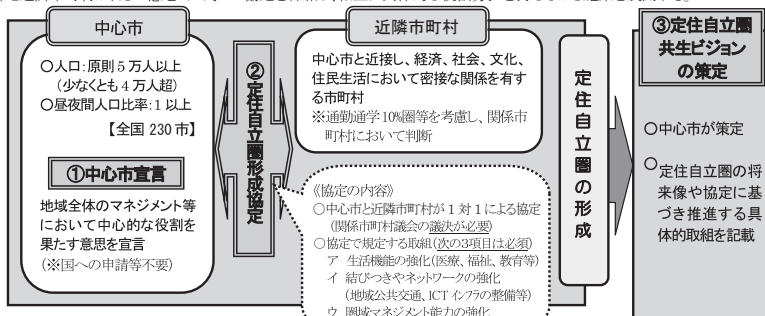 中心市
○人口：原則５万人以上
（少なくとも４万人超）
○昼夜間人口比率：１以上
【全国 230 市】
①中心市宣言
地域全体のマネジメント等
において中心的な役割を
果たす意思を宣言
（※国への申請等不要）
②定住自立圏形成協定
近隣市町村
中心市と近接し、経済、社会、文化、
住民生活において密接な関係を有す
る市町村
※通勤通学 10%圏等を考慮し、関係市
町村において判断
《協定の内容》
○中心市と近隣市町村が１対１による協定
（関係市町村議会の議決が必要）
○協定で規定する取組（次の3項目は必須）
ア 生活機能の強化（医療、福祉、教育等）
イ 結びつきやネットワークの強化
（地域公共交通、ICT インフラの整備等）
ウ 圏域マネジメント能力の強化
定住自立圏の形成
③定住自立圏
共生ビジョン
の策定
○中心市が策定
○定住自立圏の将
来像や協定に基
づき推進する具
体的取組を記載